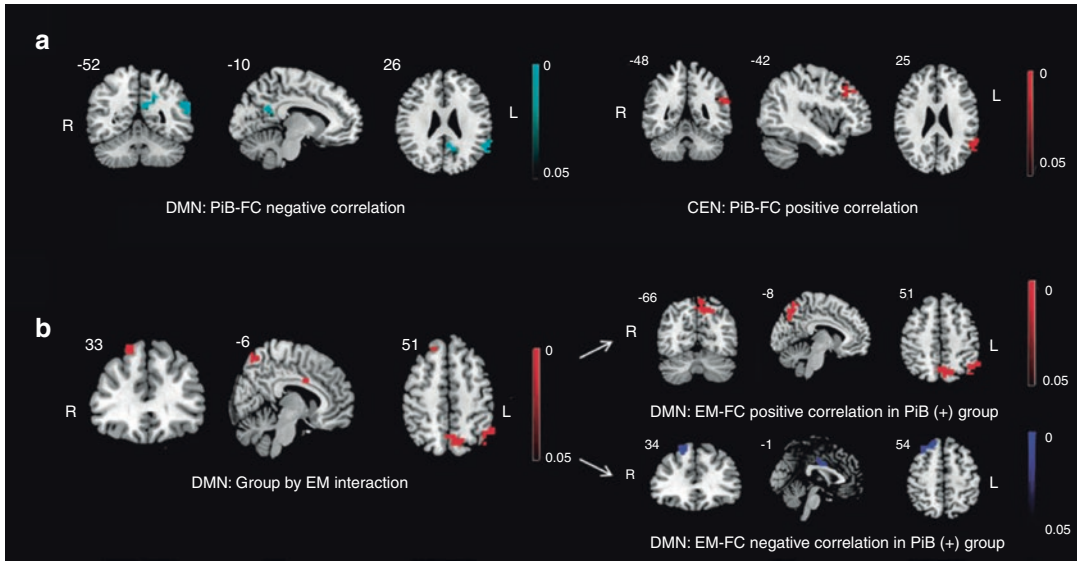 a
-52
-10
26
0
R
L
0.05
DMN: PiB-FC negative correlation
-48
-42
25
0
R
L
0.05
CEN: PiB-FC positive correlation
b
33
-6
51
0
R
L
0.05
DMN: Group by EM interaction
-66
-8
51
0
R
L
0.05
DMN: EM-FC positive correlation in PiB (+) group
34
-1
54
0
R
L
0.05
DMN: EM-FC negative correlation in PiB (+) group